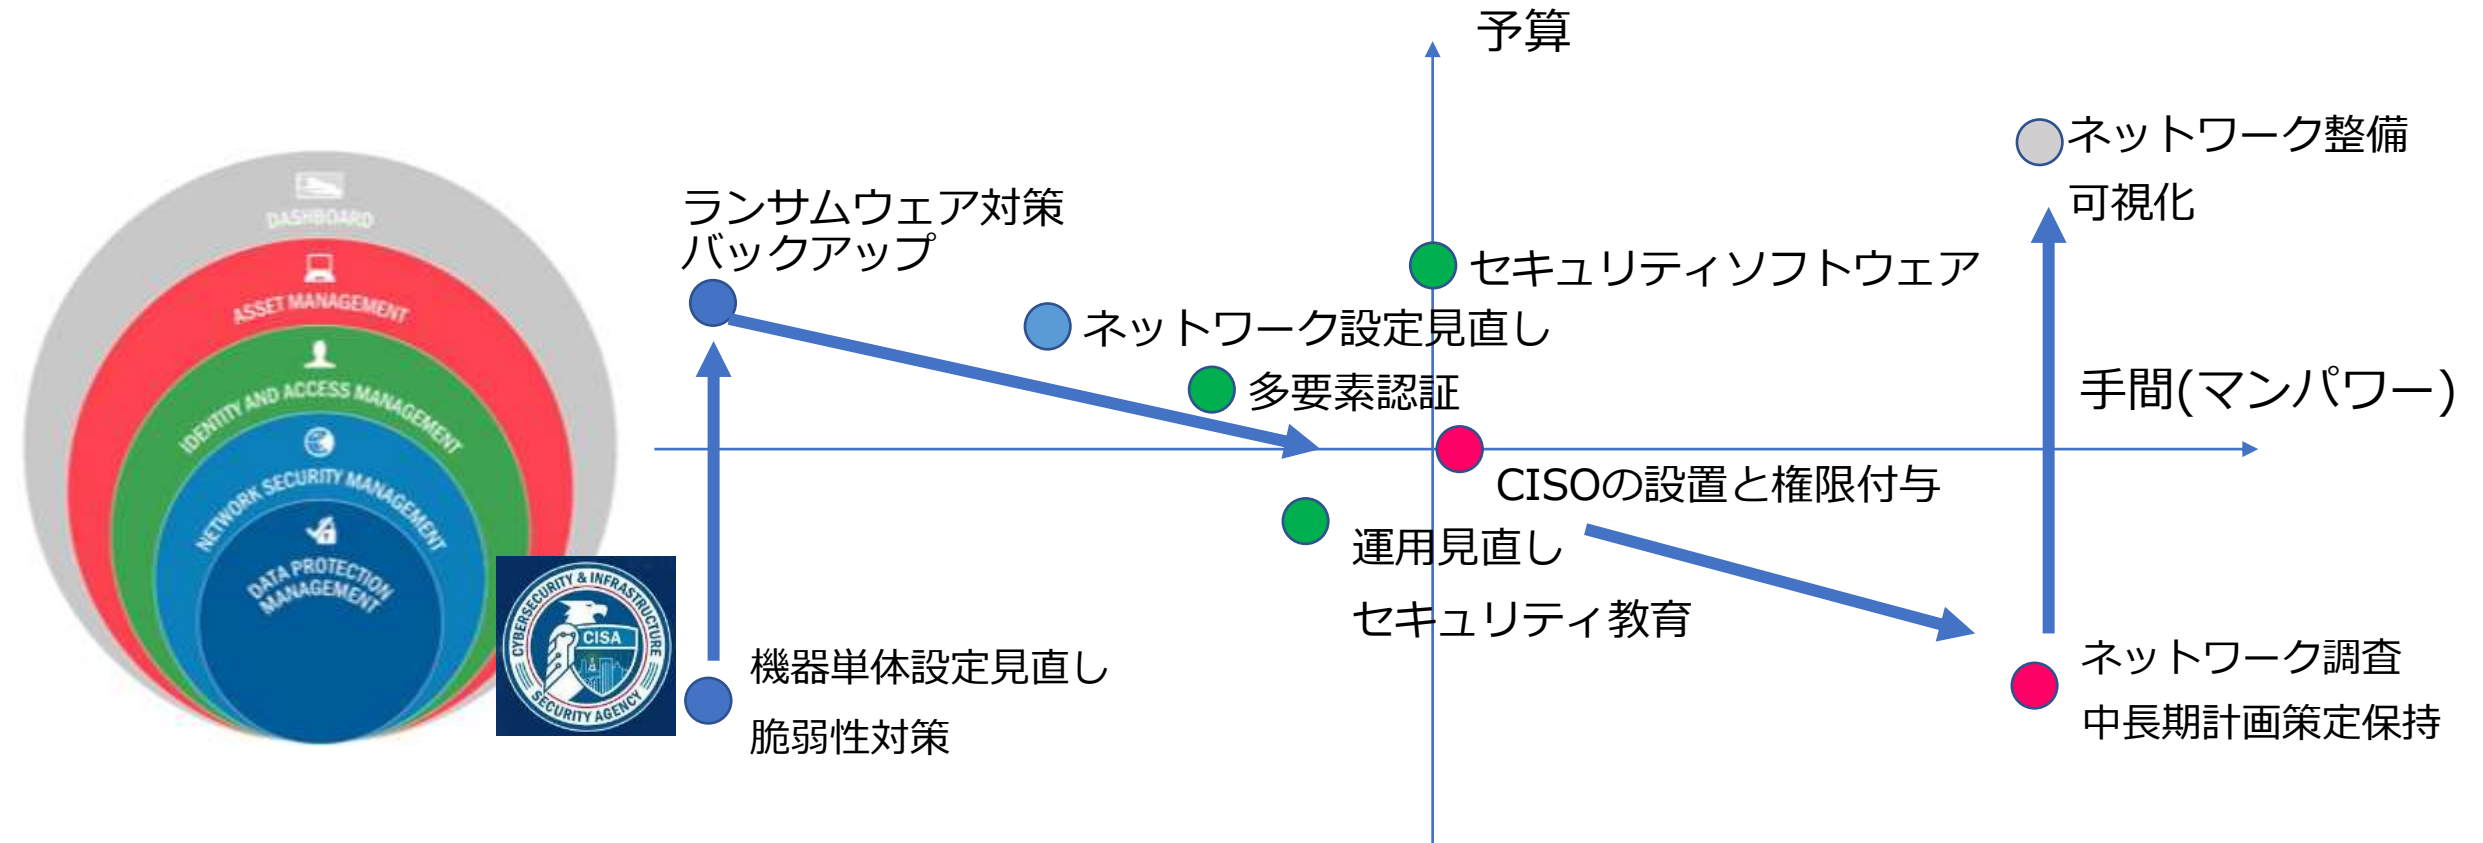 予算
ネットワーク整備
可視化
ランサムウェア対策
バックアップ
セキュリティソフトウェア
ネットワーク設定見直し
多要素認証
手間(マンパワー)
CISOの設置と権限付与
運用見直し
セキュリティ教育
機器単体設定見直し
脆弱性対策
ネットワーク調査
中長期計画策定保持
DASHBOARD
ASSET MANAGEMENT
IDENTITY AND ACCESS MANAGEMENT
NETWORK SECURITY MANAGEMENT
DATA PROTECTION
MANAGEMENT
CYBERSECURITY & INFRASTRUCTURE
CISA
SECURITY AGENCY